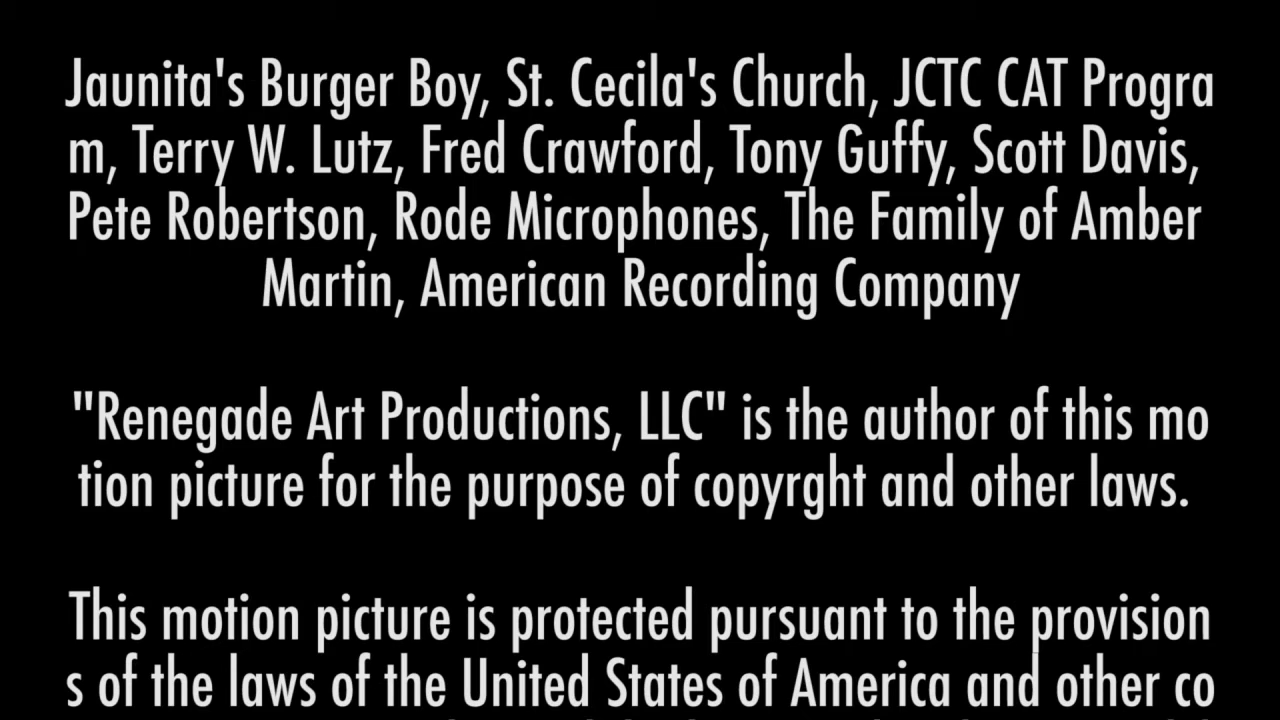 Jaunita's Burger Boy, St. Cecila's Church, JCTC CAT Progra
m, Terry W. Lutz, Fred Crawford, Tony Guffy, Scott Davis,
Pete Robertson, Rode Microphones, The Family of Amber
Martin, American Recording Company
"Renegade Art Productions, LLC" is the author of this mo
tion picture for the purpose of copyrght and other laws.
This motion picture is protected pursuant to the provision
s of the laws of the United States of America and other co